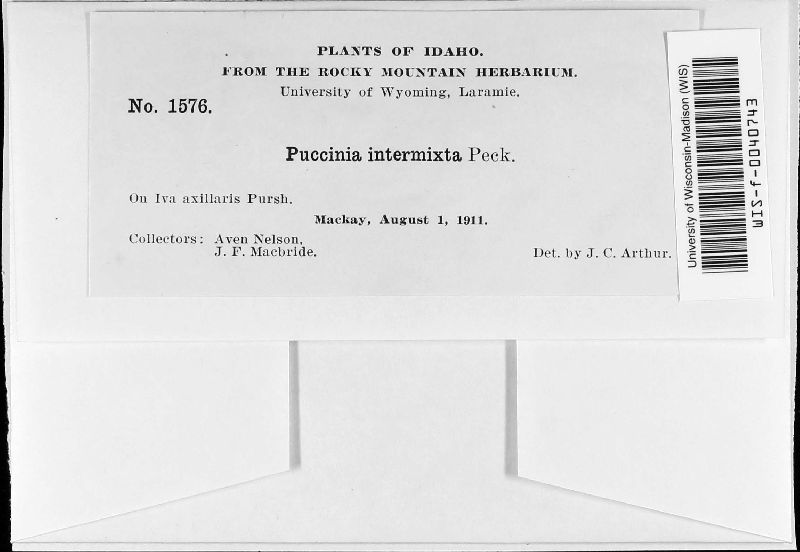 PLANTS OF IDAHO.
FROM THE ROCKY MOUNTAIN HERBARIUM.
University of Wyoming, Laramie.
No. 1576.
Puccinia intermixta Peck.
On Iva axillaris Pursh.
Mackay, August 1, 1911.
Collectors: Aven Nelson,
J. F. Macbride.
Det. by J. C. Arthur.
University of Wisconsin-Madison (WIS)
WIS-f-0040743